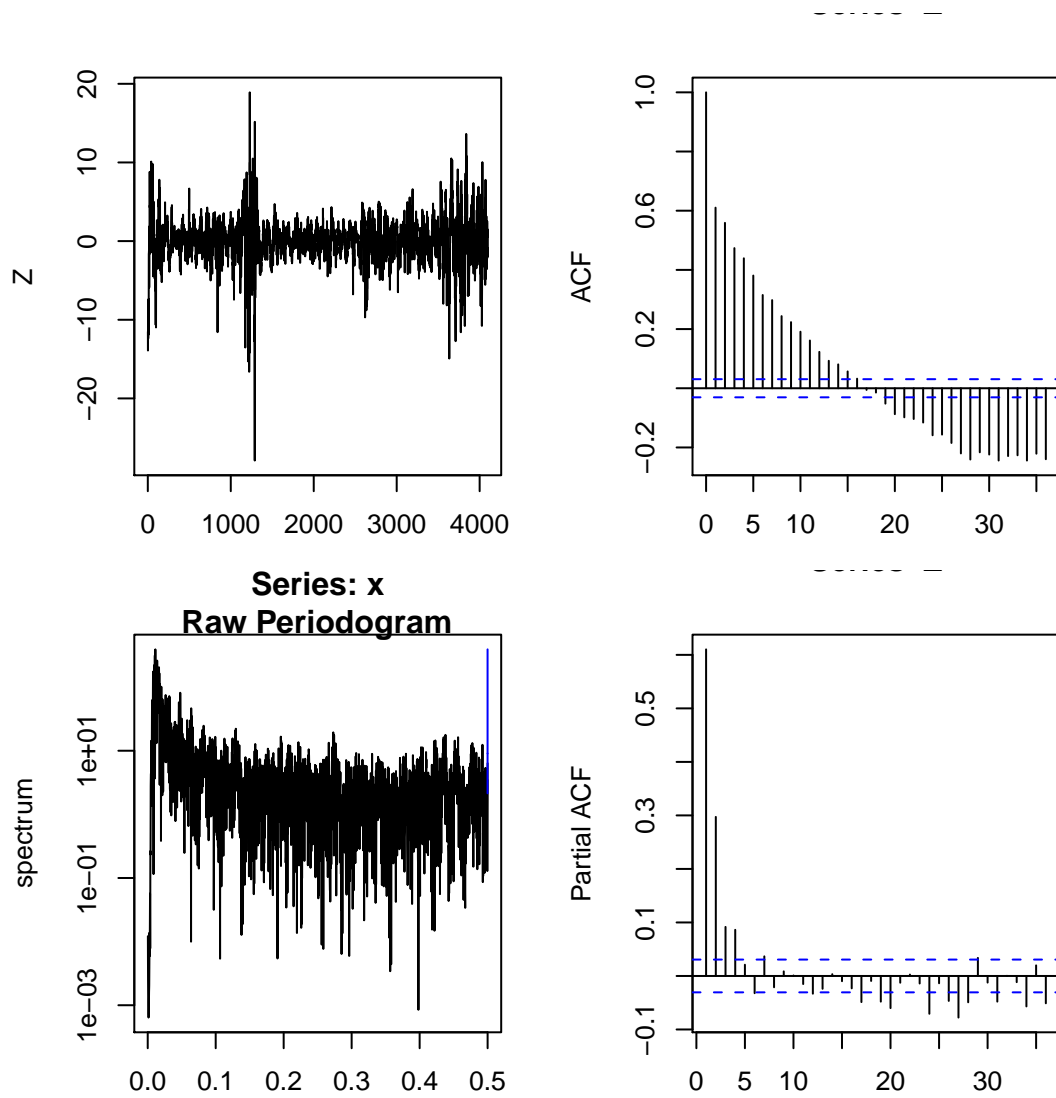 Z
20
10
0
−10
−20
0 1000 2000 3000 4000
ACF
1.0
0.6
0.2
−0.2
0 5 10 20 30
Series: x
Raw Periodogram
spectrum
1e+01
1e−01
1e−03
0.0 0.1 0.2 0.3 0.4 0.5
Partial ACF
0.5
0.3
0.1
−0.1
0 5 10 20 30